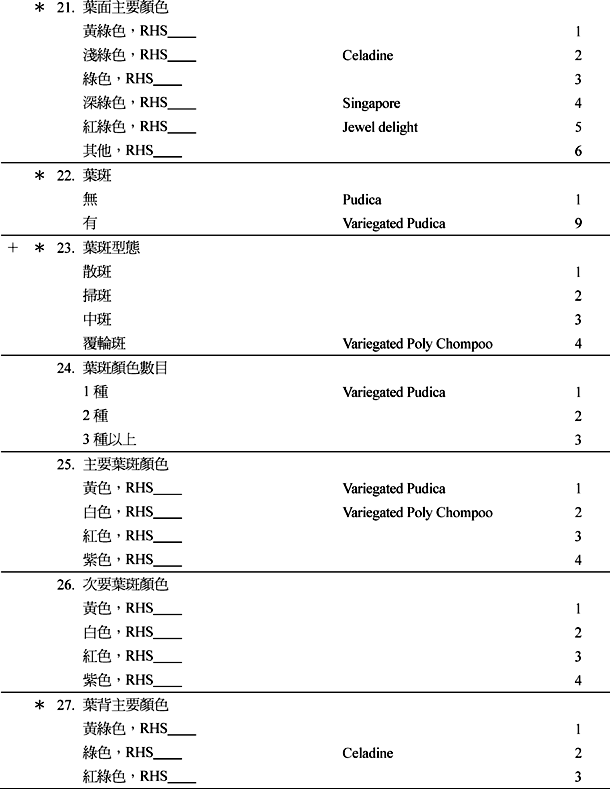 ＊ 21. 葉面主要顏色
黃綠色，RHS____ 1
淺綠色，RHS____ Celadine 2
綠色，RHS____ 3
深綠色，RHS____ Singapore 4
紅綠色，RHS____ Jewel delight 5
其他，RHS____ 6
＊ 22. 葉斑
無 Pudica 1
有 Variegated Pudica 9
＋ ＊ 23. 葉斑型態
散斑 1
掃斑 2
中斑 3
覆輪斑 Variegated Poly Chompoo 4
24. 葉斑顏色數目
1 種 Variegated Pudica 1
2 種 2
3 種以上 3
25. 主要葉斑顏色
黃色，RHS____ Variegated Pudica 1
白色，RHS____ Variegated Poly Chompoo 2
紅色，RHS____ 3
紫色，RHS____ 4
26. 次要葉斑顏色
黃色，RHS____ 1
白色，RHS____ 2
紅色，RHS____ 3
紫色，RHS____ 4
＊ 27. 葉背主要顏色
黃綠色，RHS____ 1
綠色，RHS____ Celadine 2
紅綠色，RHS____ 3